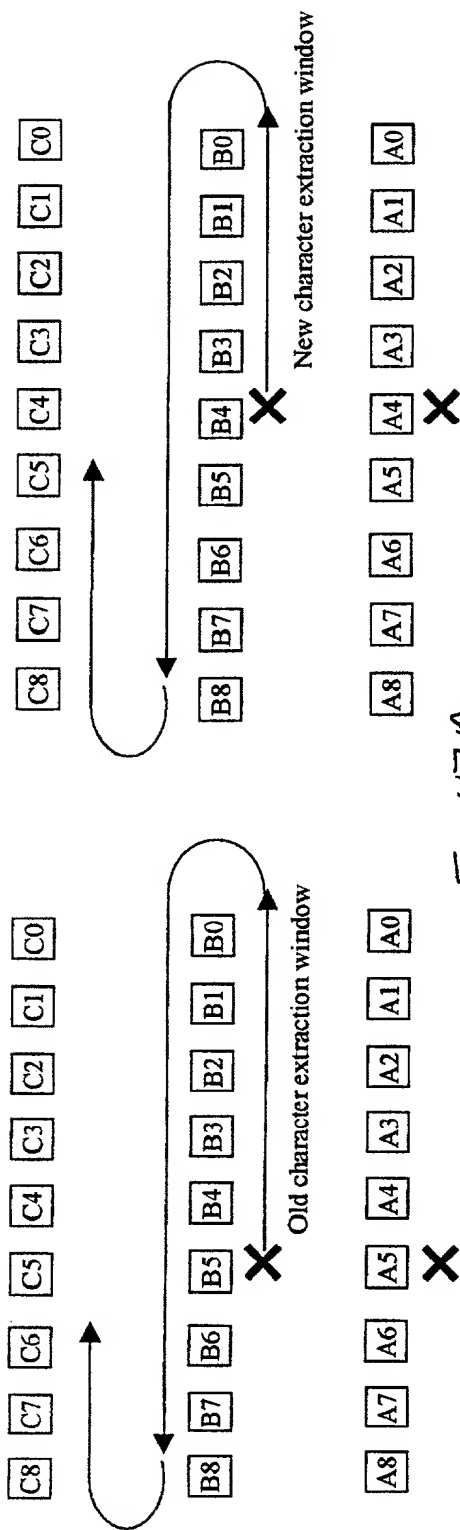 C8 C7 C6 C5 C4 C3 C2 C1 C0
B8 B7 B6 B5 B4 B3 B2 B1 B0
Old character extraction window
A8 A7 A6 A5 A4 A3 A2 A1 A0
C8 C7 C6 C5 C4 C3 C2 C1 C0
B8 B7 B6 B5 B4 B3 B2 B1 B0
New character extraction window
A8 A7 A6 A5 A4 A3 A2 A1 A0